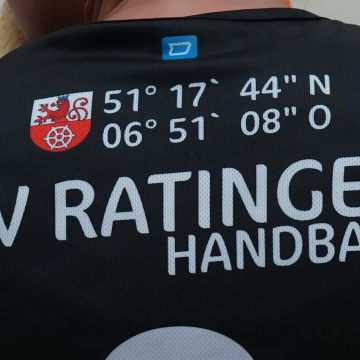 51° 17` 44" N
06° 51` 08" O
V RATINGE
HANDBA